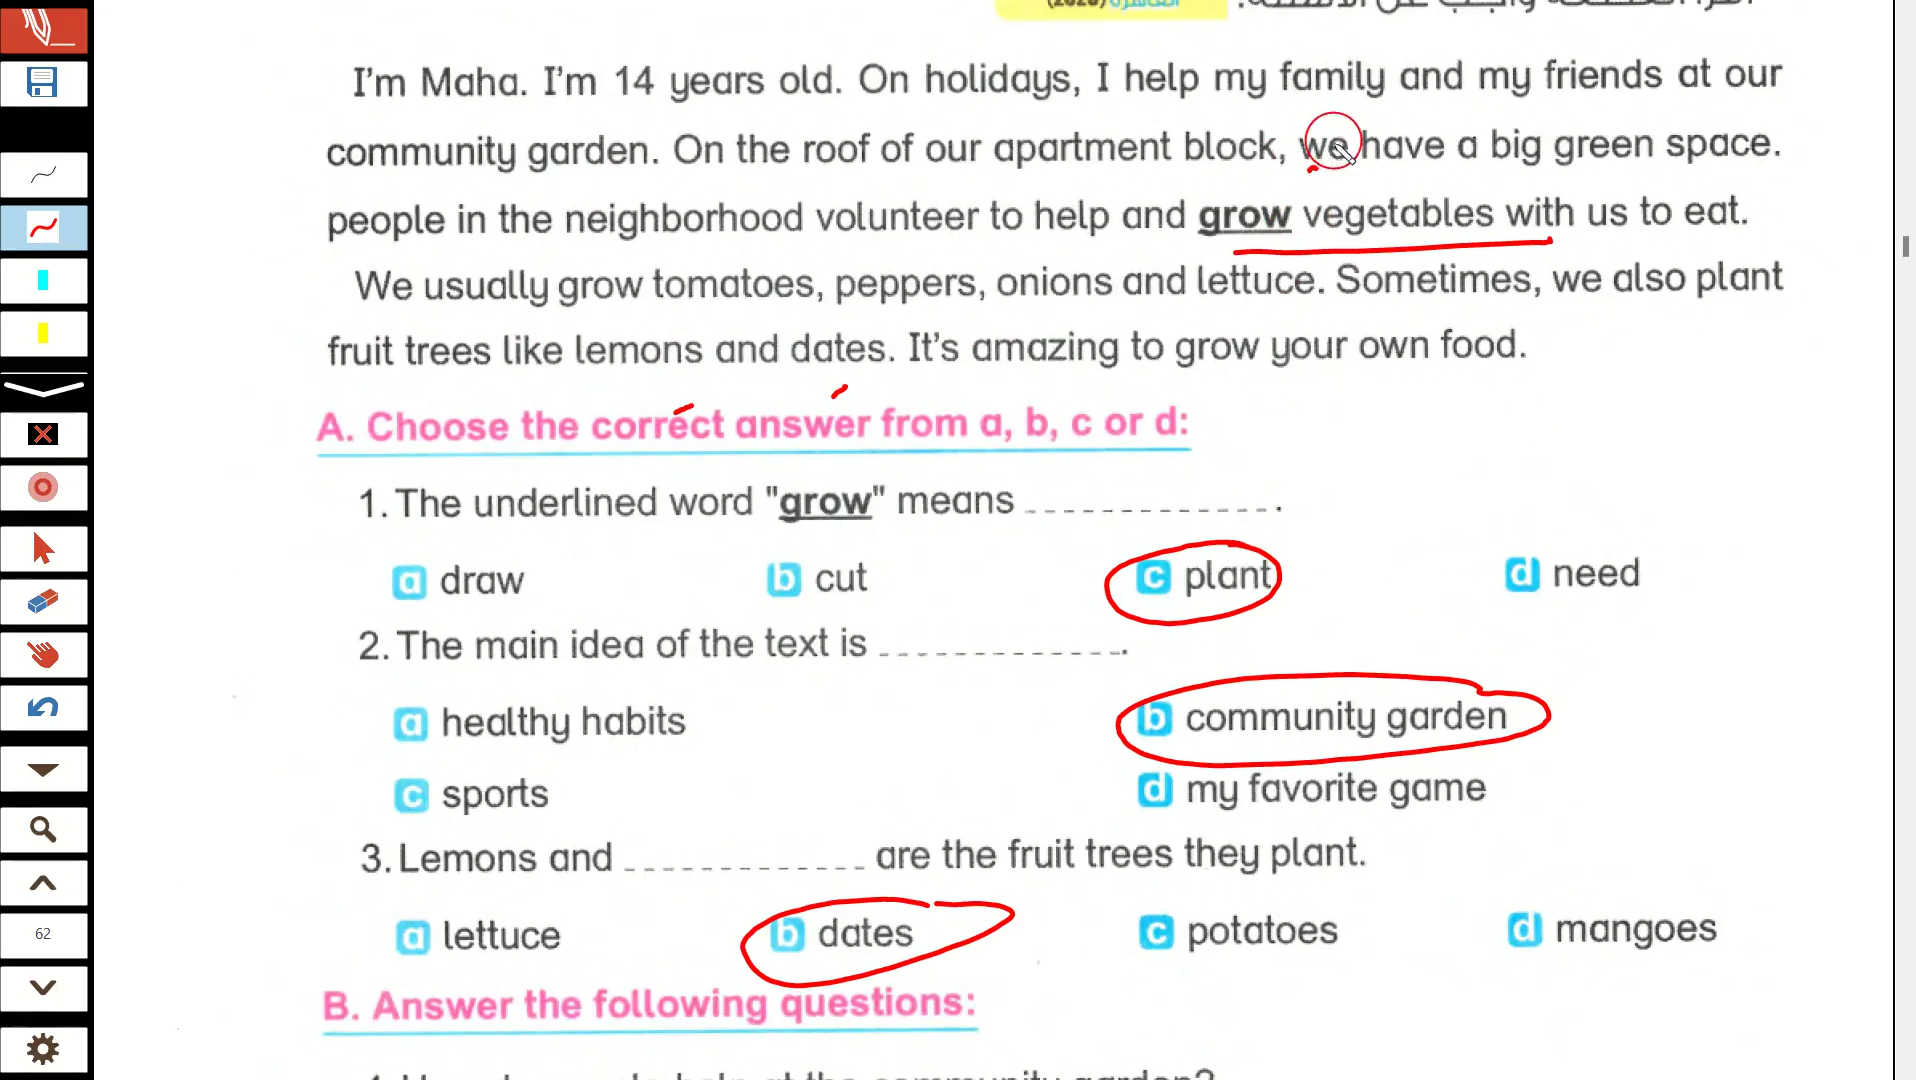 I'm Maha. I'm 14 years old. On holidays, I help my family and my friends at our
community garden. On the roof of our apartment block, we have a big green space.
people in the neighborhood volunteer to help and grow vegetables with us to eat.
We usually grow tomatoes, peppers, onions and lettuce. Sometimes, we also plant
fruit trees like lemons and dates. It's amazing to grow your own food.
A. Choose the correct answer from a, b, c or d:
1. The underlined word "grow" means _ _ _ _ _ _ _ _ _ _ _ _ _ .
a draw b cut c plant d need
2. The main idea of the text is _ _ _ _ _ _ _ _ _ _ _ _ _ .
a healthy habits b community garden
c sports d my favorite game
3. Lemons and _ _ _ _ _ _ _ _ _ _ _ _ _ are the fruit trees they plant.
a lettuce b dates c potatoes d mangoes
B. Answer the following questions:
help at the community garden?
62